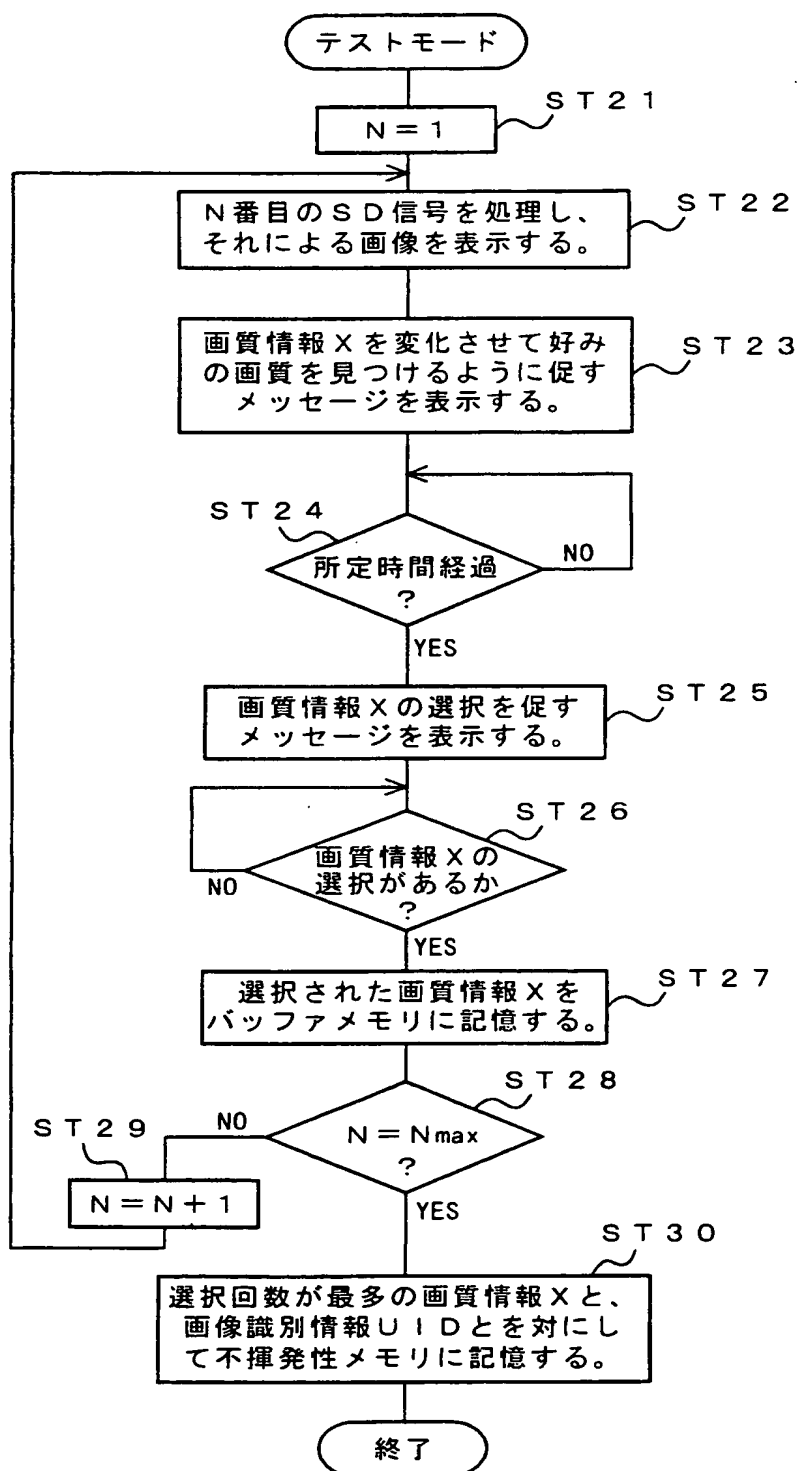 テストモード
ST21
N=1
ST22
N番目のSD信号を処理し、
それによる画像を表示する。
ST23
画質情報Xを変化させて好み
の画質を見つけるように促す
メッセージを表示する。
ST24
所定時間経過
?
NO
YES
ST25
画質情報Xの選択を促す
メッセージを表示する。
ST26
画質情報Xの
選択があるか
?
NO
YES
ST27
選択された画質情報Xを
バッファメモリに記憶する。
ST28
N=Nmax
?
NO
ST29
N=N+1
YES
ST30
選択回数が最多の画質情報Xと、
画像識別情報UIDとを対にし
て不揮発性メモリに記憶する。
終了